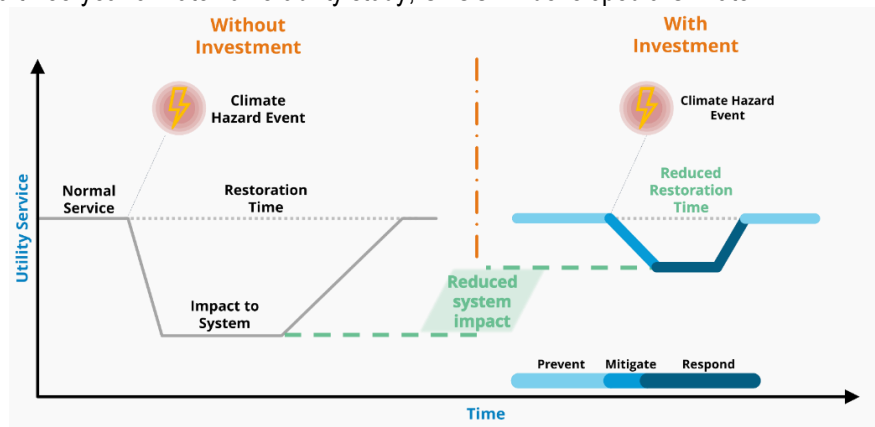 Without
Investment
With
Investment
Climate
Hazard Event
Climate Hazard
Event
Normal
Service
Restoration
Time
Reduced
Restoration
Time
Utility Service
Impact to
System
Reduced
system
impact
Prevent Mitigate Respond
Time